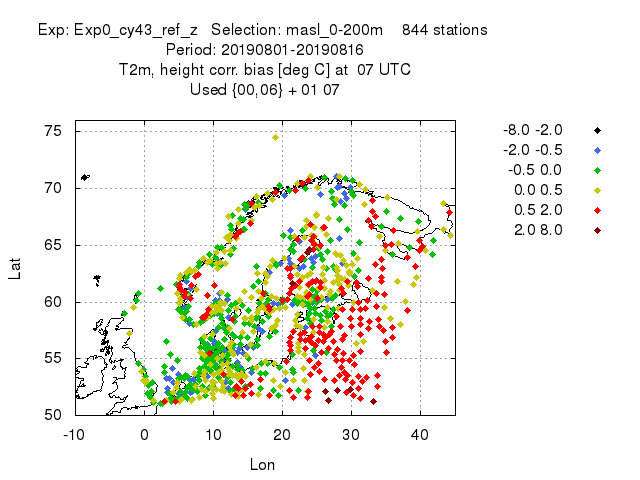 Exp: Exp0_cy43_ref_z   Selection: masl_0-200m    844 stations
Period: 20190801-20190816
T2m, height corr. bias [deg C] at  07 UTC
Used {00,06} + 01 07
75
70
65
60
55
50
-10 0 10 20 30 40
Lat
Lon
-8.0 -2.0
-2.0 -0.5
-0.5 0.0
0.0 0.5
0.5 2.0
2.0 8.0